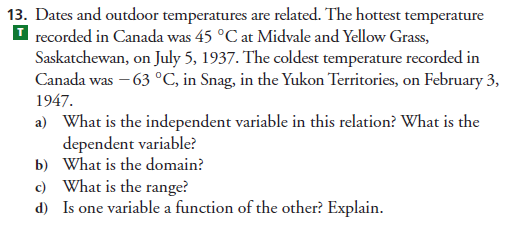 13. Dates and outdoor temperatures are related. The hottest temperature
T recorded in Canada was 45 °C at Midvale and Yellow Grass,
Saskatchewan, on July 5, 1937. The coldest temperature recorded in
Canada was −63 °C, in Snag, in the Yukon Territories, on February 3,
1947.
a) What is the independent variable in this relation? What is the
dependent variable?
b) What is the domain?
c) What is the range?
d) Is one variable a function of the other? Explain.